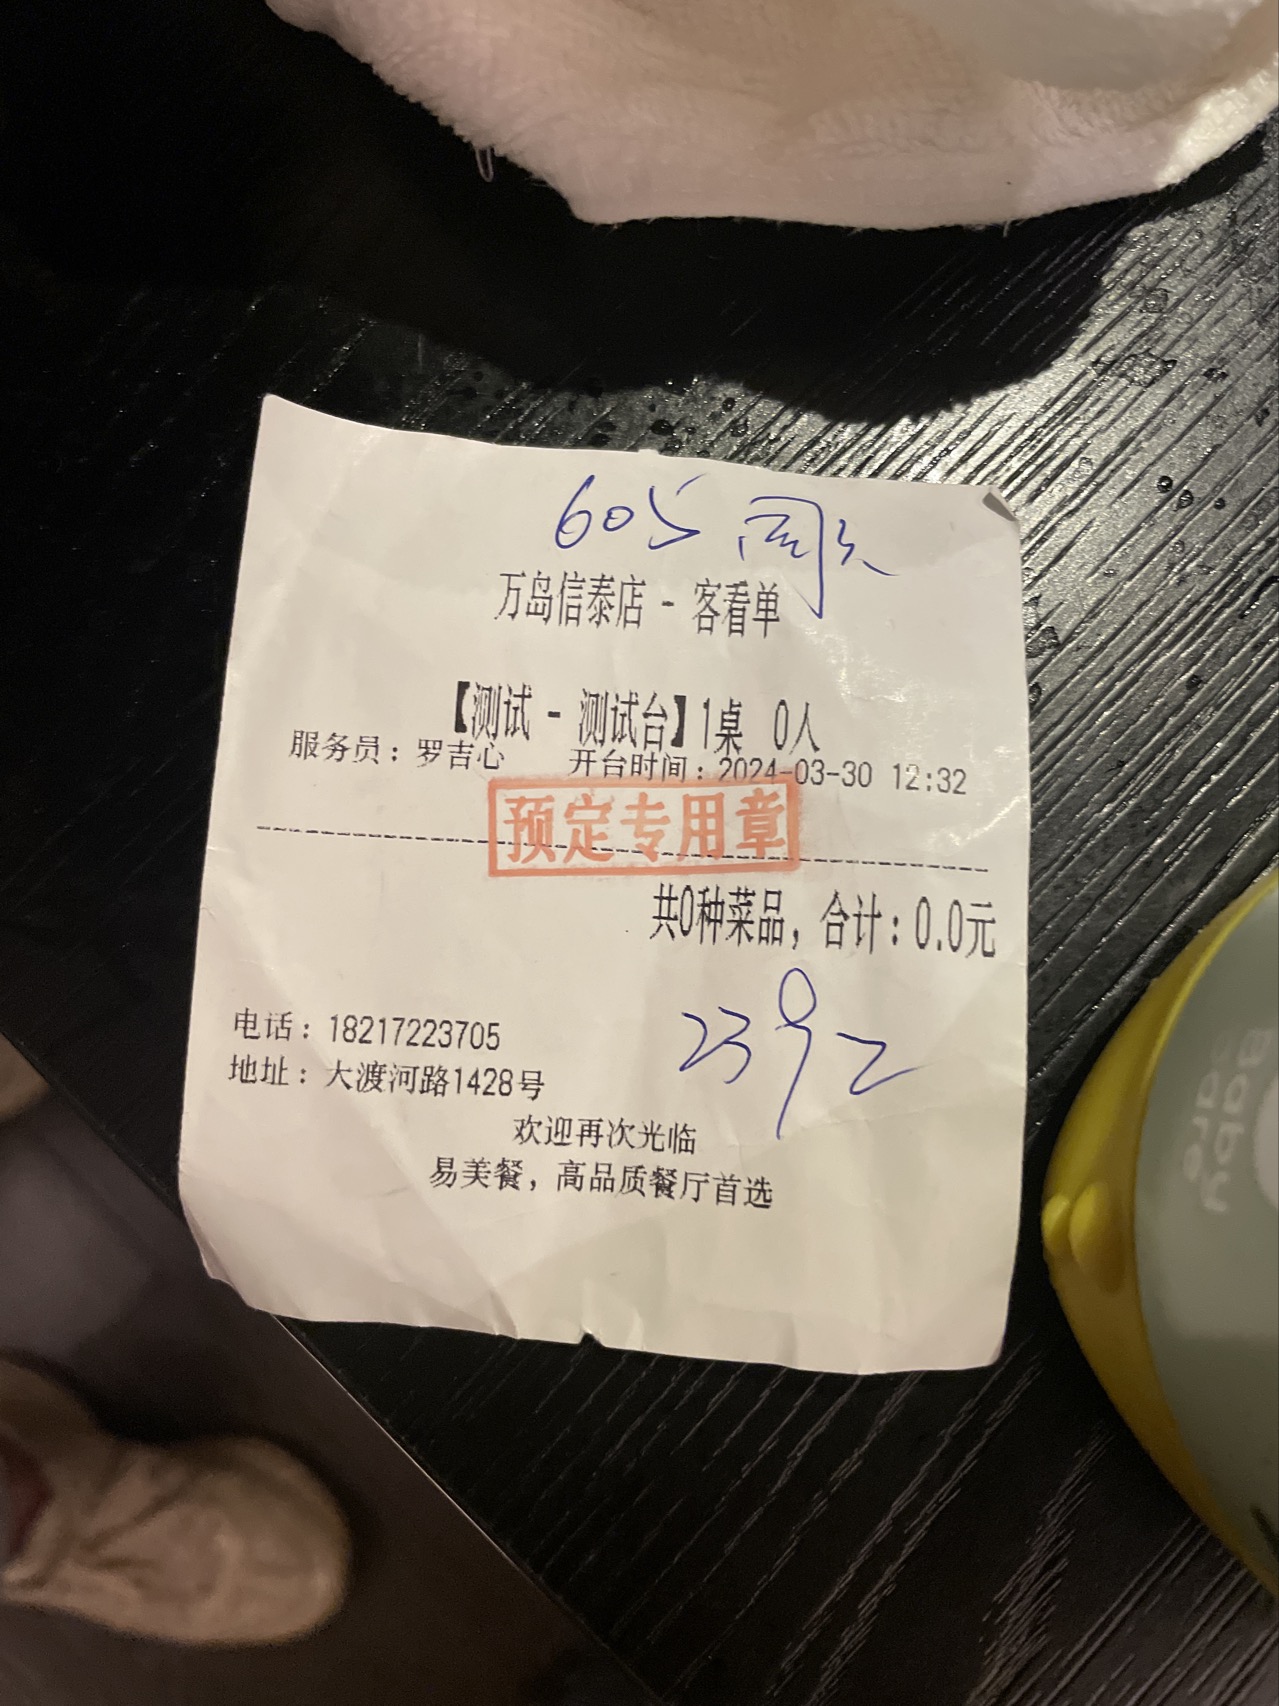 605
万岛信泰店 - 客看单
【测试 - 测试台】1桌 0人
服务员：罗吉心 开台时间：2024-03-30 12:32
预定专用章
共0种菜品，合计：0.0元
23号
电话：18217223705
地址：大渡河路1428号
欢迎再次光临
易美餐，高品质餐厅首选
Baby